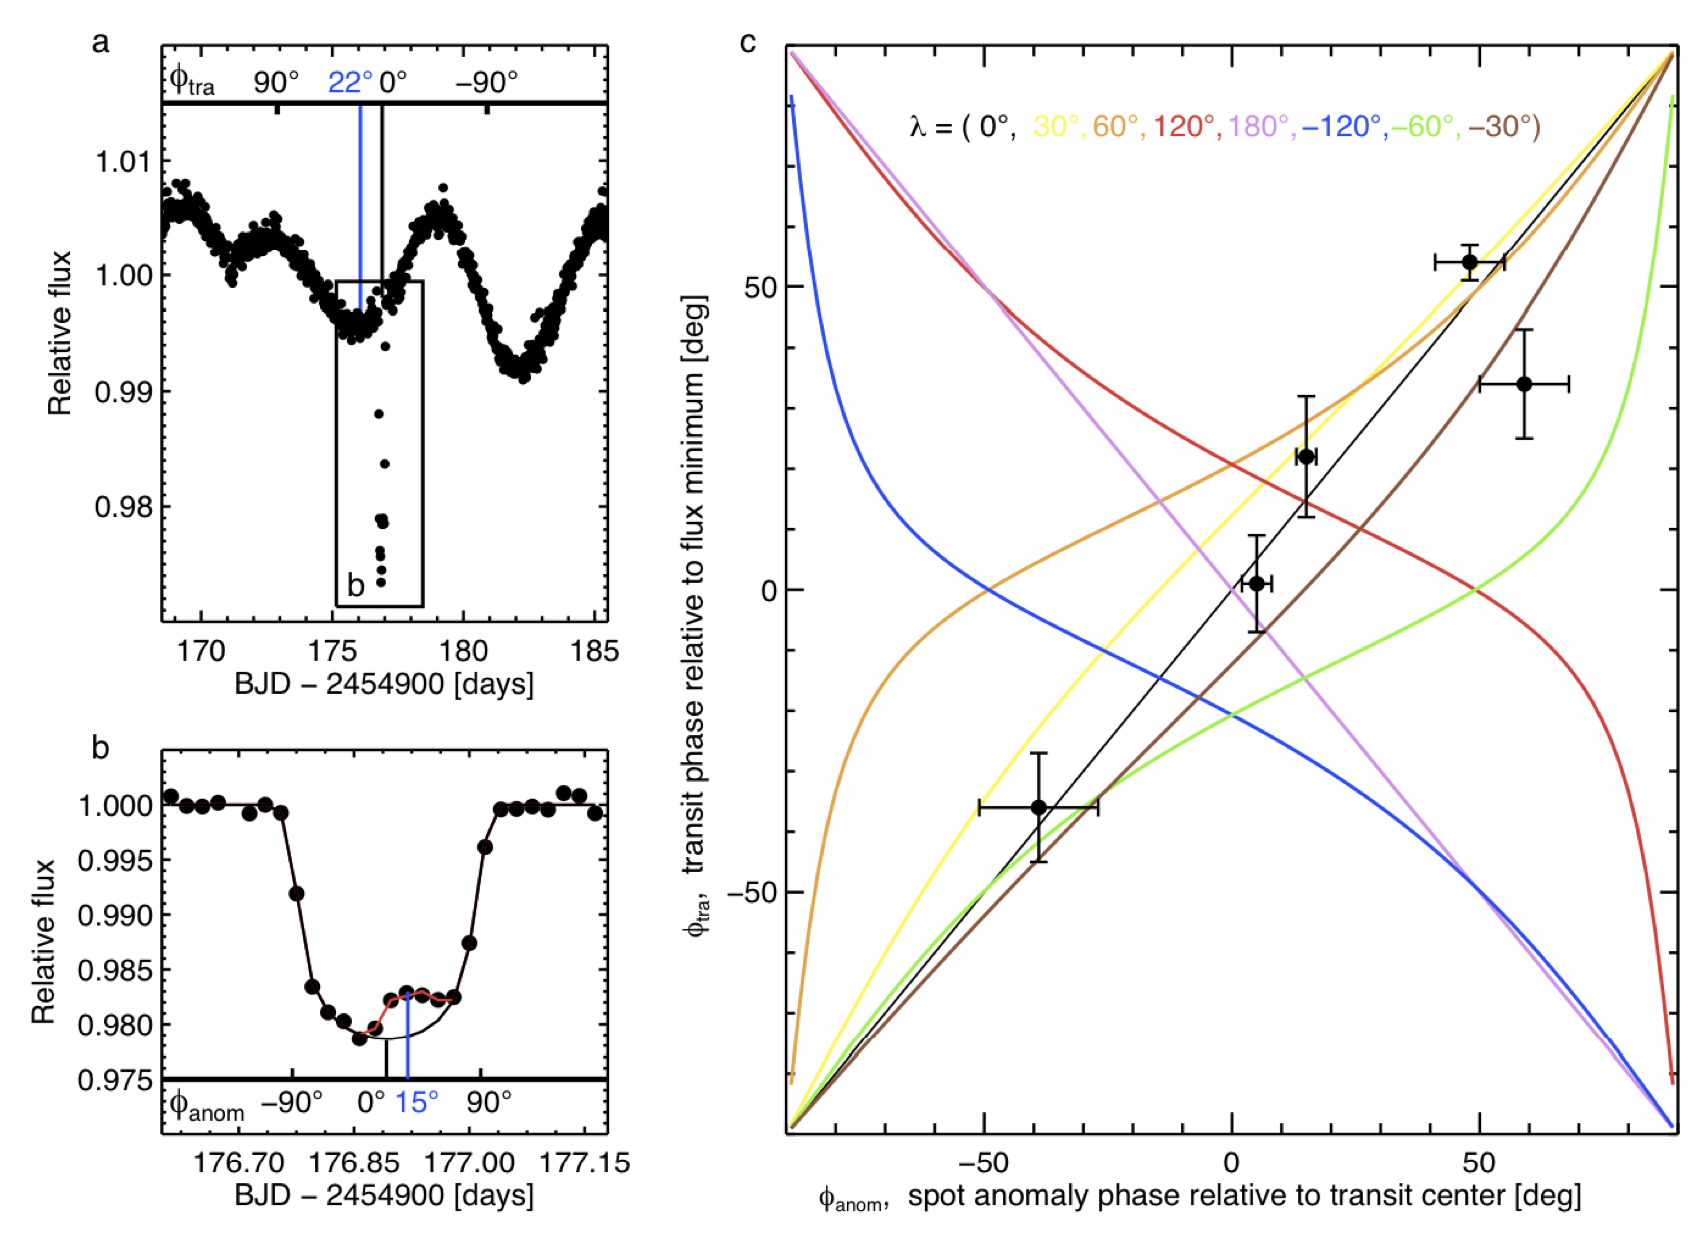 a
ϕtra 90° 22° 0° −90°
1.01
1.00
0.99
0.98
Relative flux
b
170 175 180 185
BJD − 2454900 [days]
b
1.000
0.995
0.990
0.985
0.980
0.975
Relative flux
ϕanom −90° 0° 15° 90°
176.70 176.85 177.00 177.15
BJD − 2454900 [days]
c
λ = ( 0°, 30°, 60°, 120°, 180°, −120°, −60°, −30°)
50
0
−50
ϕtra, transit phase relative to flux minimum [deg]
−50 0 50
ϕanom, spot anomaly phase relative to transit center [deg]